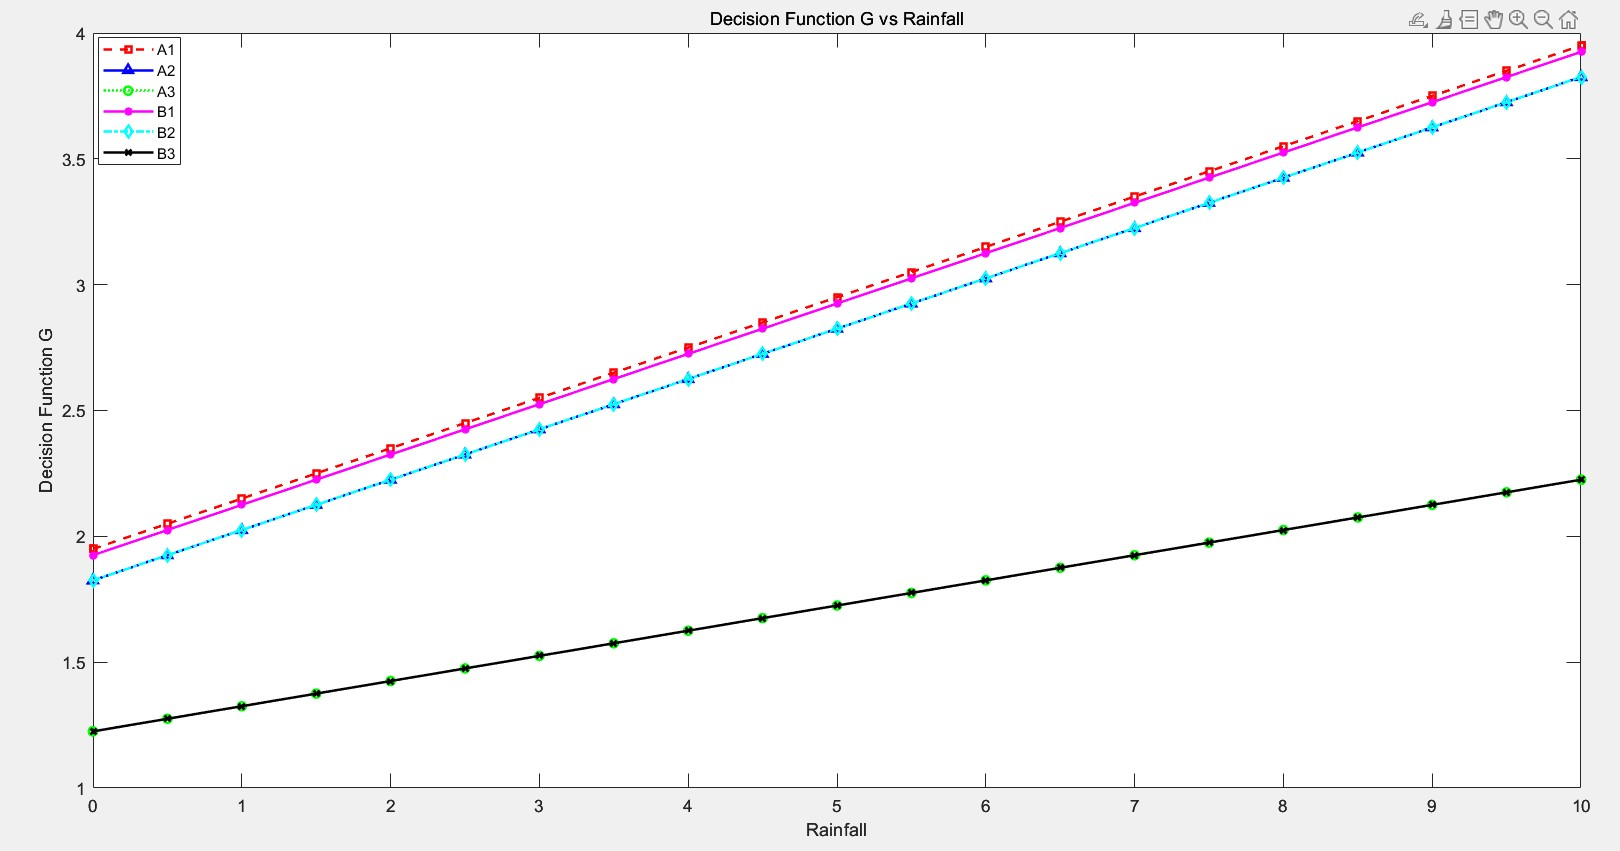 Decision Function G vs Rainfall
4
A1
A2
A3
B1
B2
B3
3.5
3
2.5
2
1.5
1
Decision Function G
0 1 2 3 4 5 6 7 8 9 10
Rainfall